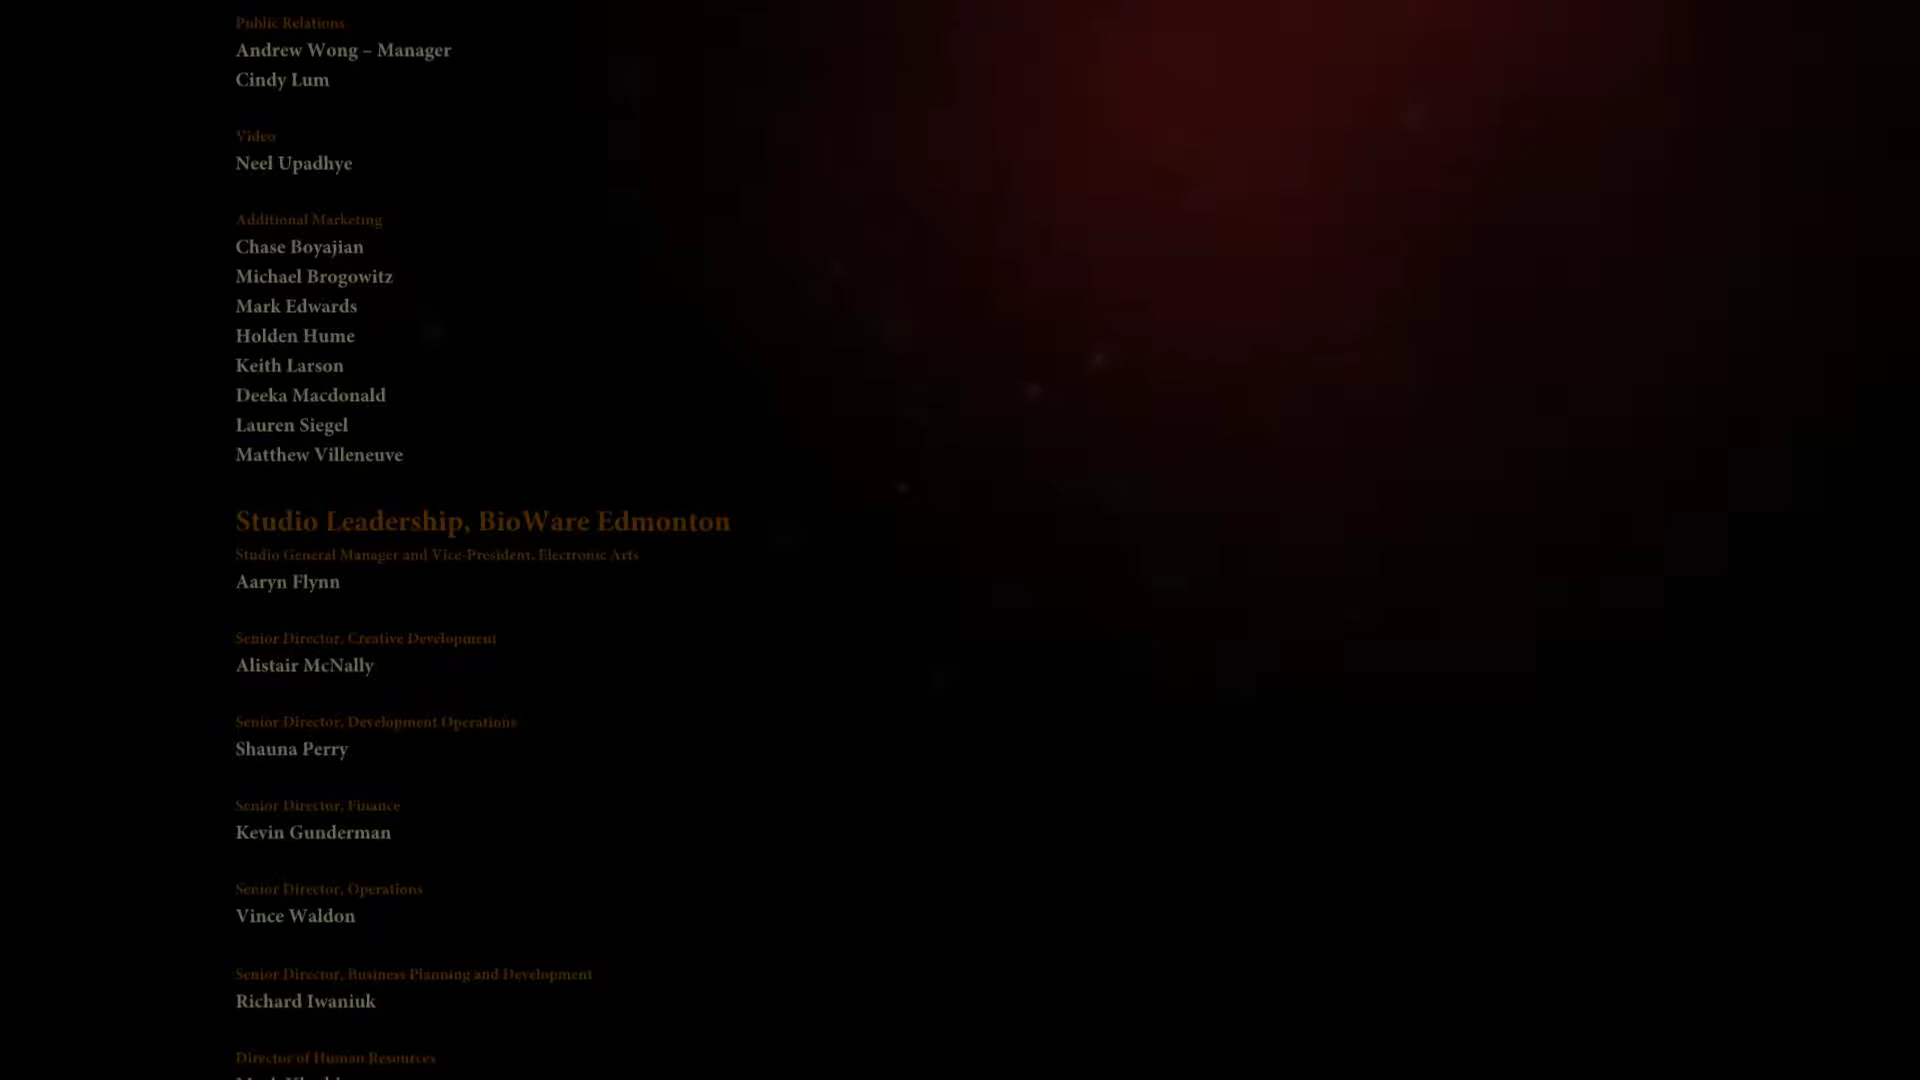 Public Relations
Andrew Wong – Manager
Cindy Lum
Video
Neel Upadhye
Additional Marketing
Chase Boyajian
Michael Brogowitz
Mark Edwards
Holden Hume
Keith Larson
Deeka Macdonald
Lauren Siegel
Matthew Villeneuve
Studio Leadership, BioWare Edmonton
Studio General Manager and Vice-President, Electronic Arts
Aaryn Flynn
Senior Director, Creative Development
Alistair McNally
Senior Director, Development Operations
Shauna Perry
Senior Director, Finance
Kevin Gunderman
Senior Director, Operations
Vince Waldon
Senior Director, Business Planning and Development
Richard Iwaniuk
Director of Human Resources